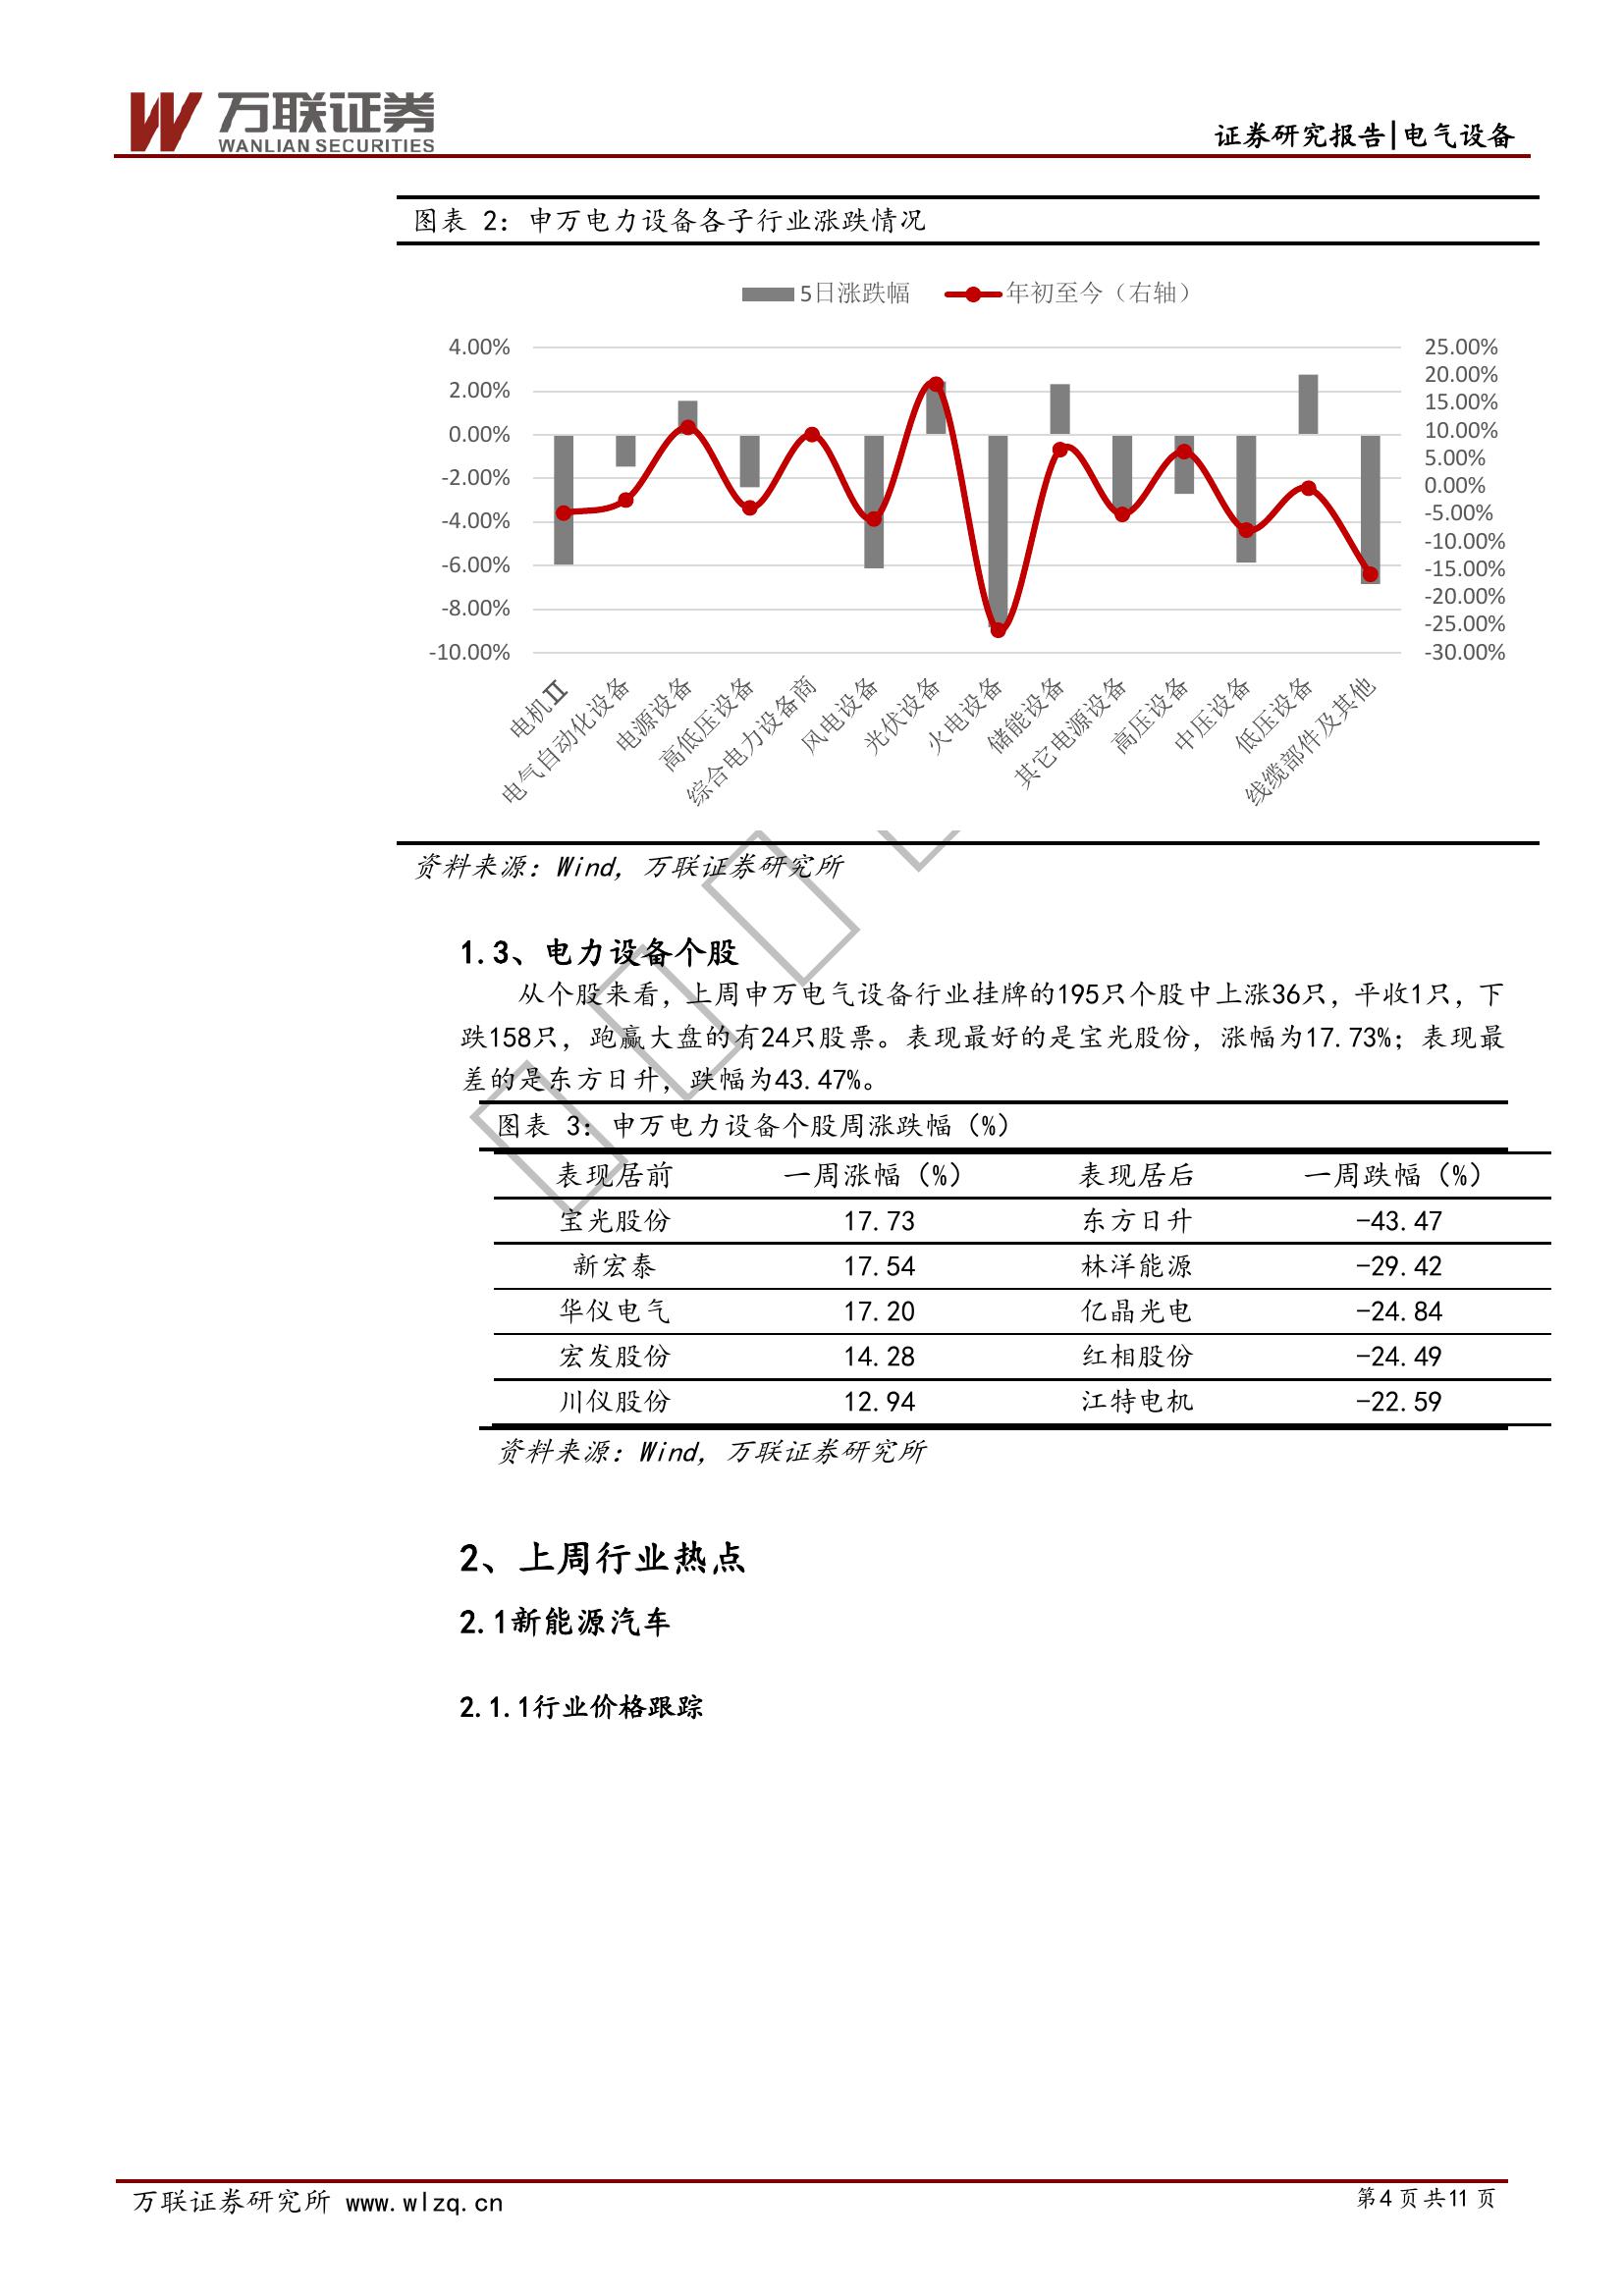 万联证券
WANLIAN SECURITIES
证券研究报告|电气设备
图表 2：申万电力设备各子行业涨跌情况
5日涨跌幅 年初至今（右轴）
4.00% 25.00%
20.00%
2.00% 15.00%
0.00% 10.00%
5.00%
-2.00% 0.00%
-4.00% -5.00%
-10.00%
-6.00% -15.00%
-20.00%
-8.00% -25.00%
-10.00% -30.00%
电机Ⅱ
电气自动化设备
电源设备
高低压设备
综合电力设备商
风电设备
光伏设备
火电设备
储能设备
其它电源设备
高压设备
中压设备
低压设备
线缆部件及其他
资料来源：Wind，万联证券研究所
1.3、电力设备个股
从个股来看，上周申万电气设备行业挂牌的195只个股中上涨36只，平收1只，下
跌158只，跑赢大盘的有24只股票。表现最好的是宝光股份，涨幅为17.73%；表现最
差的是东方日升，跌幅为43.47%。
图表 3：申万电力设备个股周涨跌幅（%）
表现居前 一周涨幅（%） 表现居后 一周跌幅（%）
宝光股份 17.73 东方日升 -43.47
新宏泰 17.54 林洋能源 -29.42
华仪电气 17.20 亿晶光电 -24.84
宏发股份 14.28 红相股份 -24.49
川仪股份 12.94 江特电机 -22.59
资料来源：Wind，万联证券研究所
2、上周行业热点
2.1新能源汽车
2.1.1行业价格跟踪
万联证券研究所 www.wlzq.cn 第4页共11页